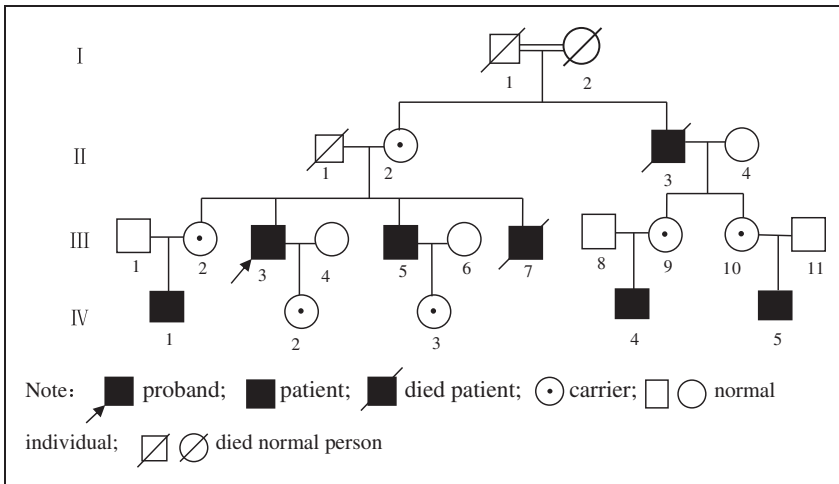 I
1 2
II
1 2 3 4
III
1 2 3 4 5 6 7 8 9 10 11
IV
1 2 3 4 5
Note: proband; patient; died patient; carrier; normal
individual; died normal person